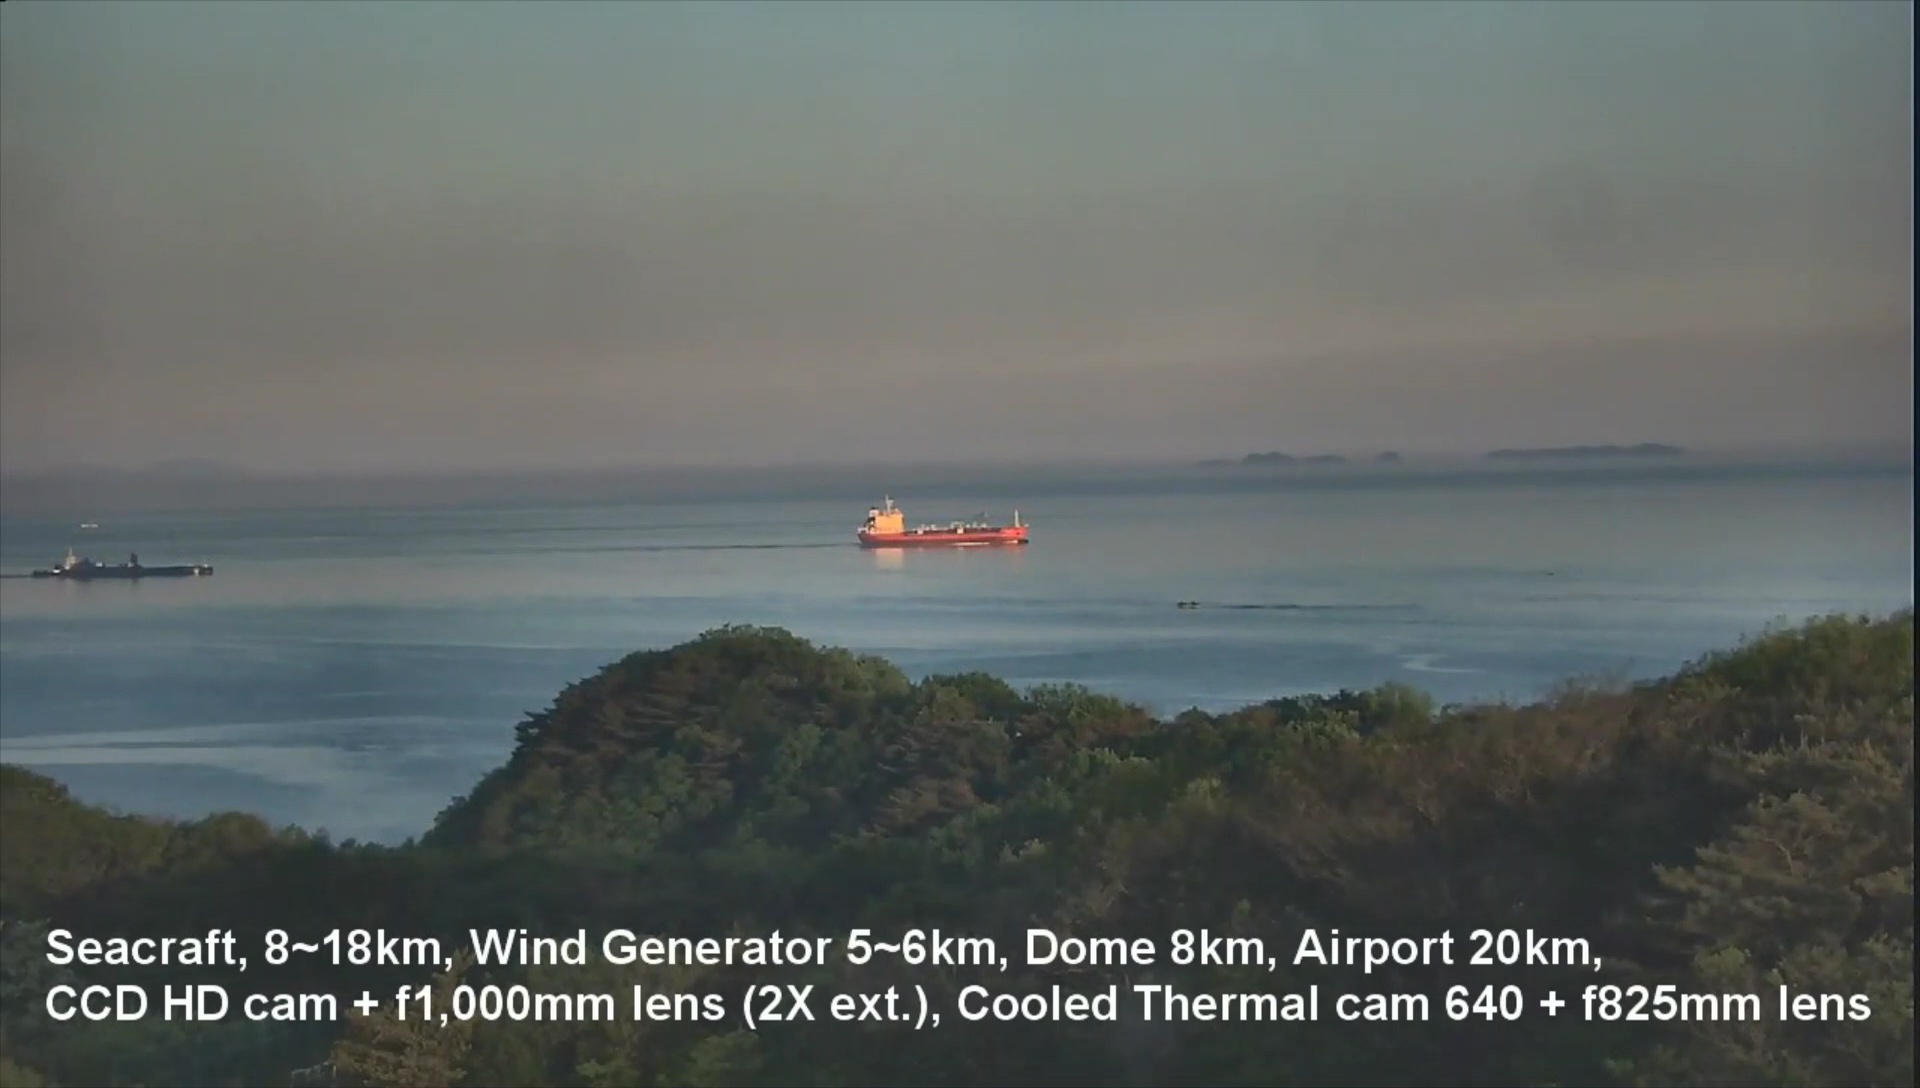 Seacraft, 8~18km, Wind Generator 5~6km, Dome 8km, Airport 20km,
CCD HD cam + f1,000mm lens (2X ext.), Cooled Thermal cam 640 + f825mm lens